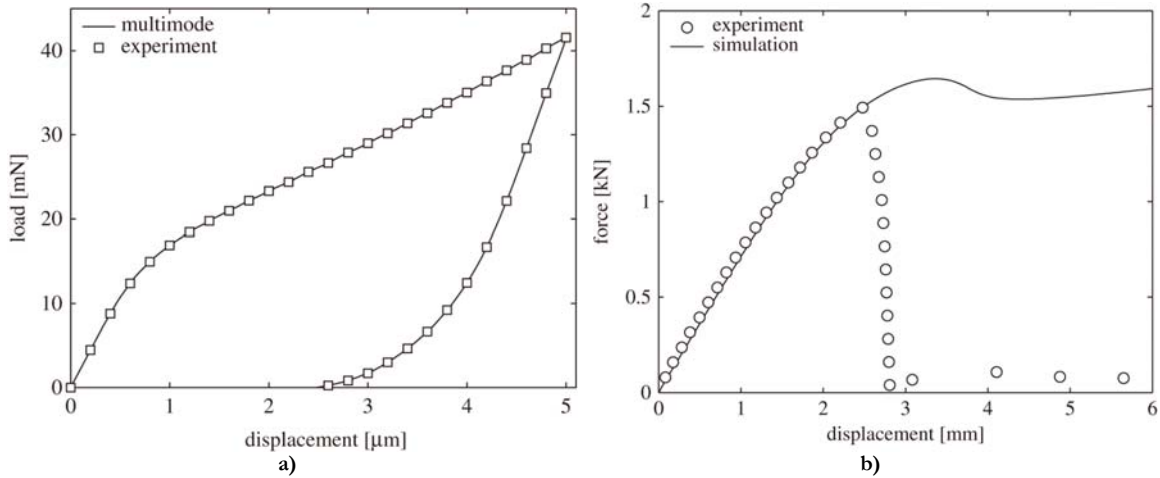 multimode
experiment
40
30
20
10
0
load [mN]
0 1 2 3 4 5
displacement [μm]
a)
experiment
simulation
2
1.5
1
0.5
0
force [kN]
0 1 2 3 4 5 6
displacement [mm]
b)